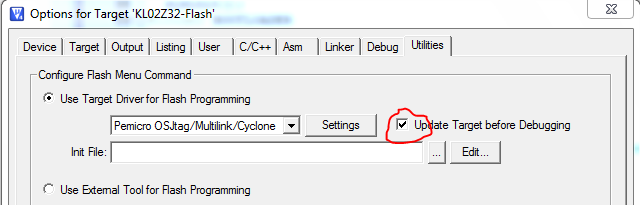 Options for Target 'KL02Z32-Flash'
Device Target Output Listing User C/C++ Asm Linker Debug Utilities
Configure Flash Menu Command
Use Target Driver for Flash Programming
Pemicro OSJtag/Multilink/Cyclone Settings Update Target before Debugging
Init File: ... Edit...
Use External Tool for Flash Programming